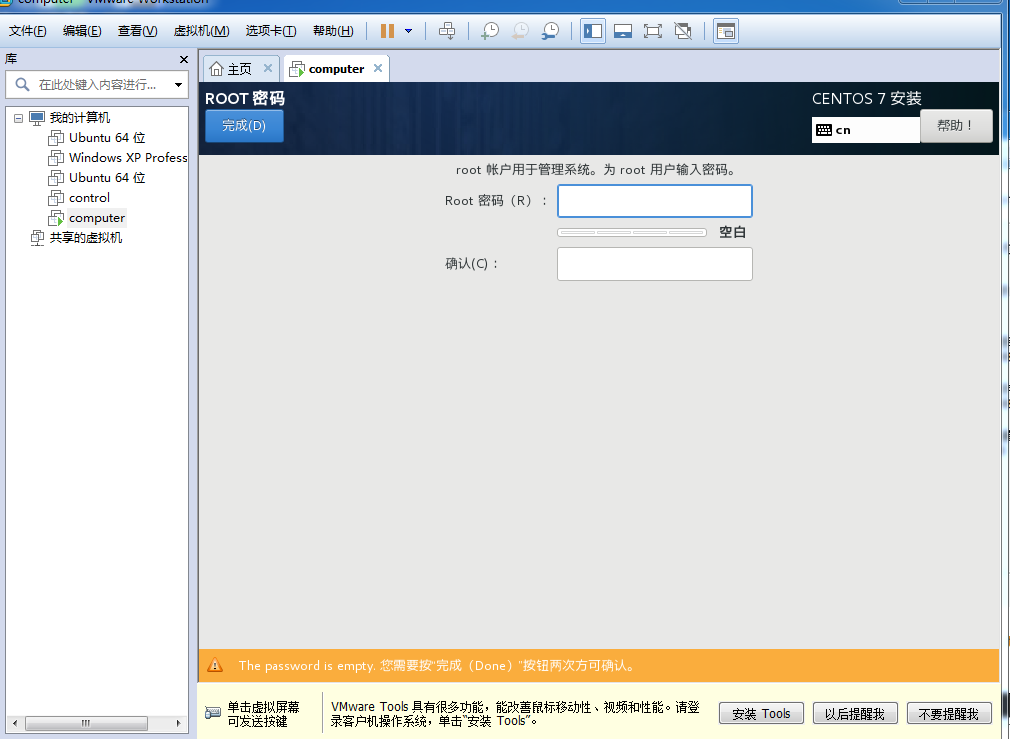 computer - VMware Workstation
文件(F) 编辑(E) 查看(V) 虚拟机(M) 选项卡(T) 帮助(H)
库
在此处键入内容进行...
我的计算机
Ubuntu 64 位
Windows XP Profess
Ubuntu 64 位
control
computer
共享的虚拟机
主页 computer
ROOT 密码
完成(D)
CENTOS 7 安装
cn
帮助！
root 帐户用于管理系统。为 root 用户输入密码。
Root 密码（R）：
空白
确认(C)：
The password is empty. 您需要按“完成（Done）”按钮两次方可确认。
单击虚拟屏幕
可发送按键
VMware Tools 具有很多功能，能改善鼠标移动性、视频和性能。请登
录客户机操作系统，单击“安装 Tools”。
安装 Tools
以后提醒我
不要提醒我